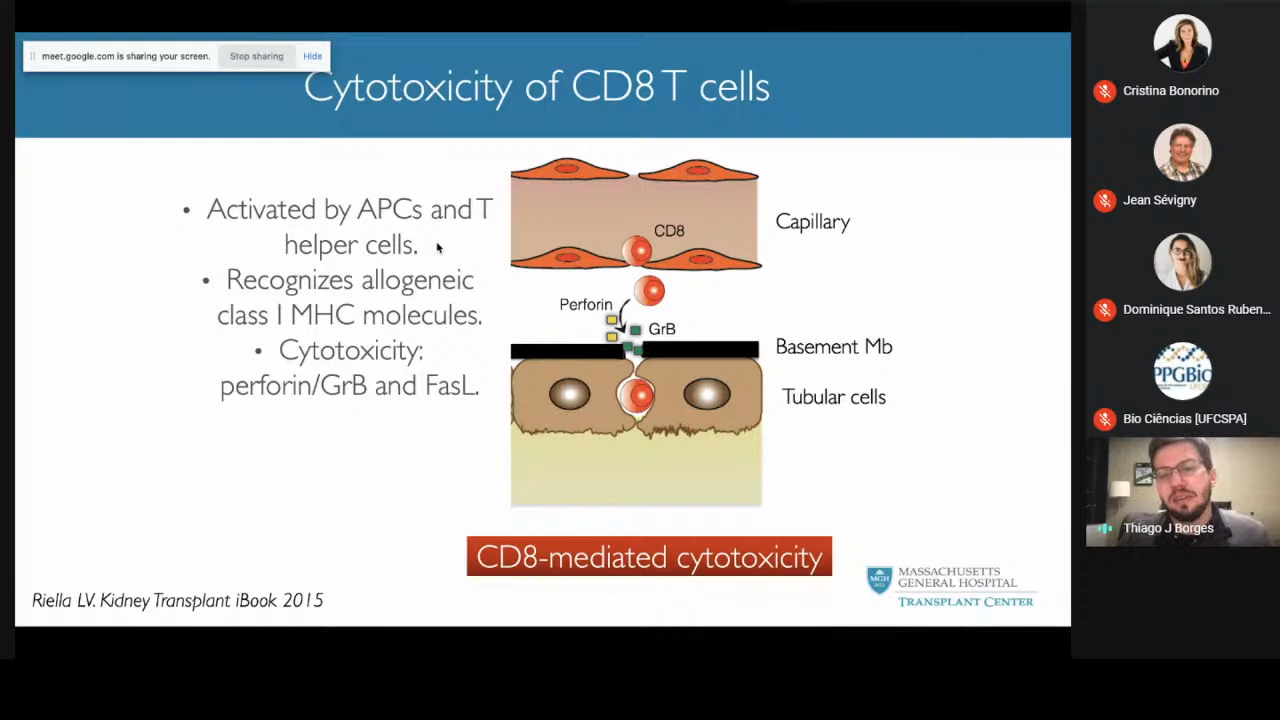 meet.google.com is sharing your screen.
Stop sharing
Hide
Cytotoxicity of CD8 T cells
• Activated by APCs and T
helper cells.
• Recognizes allogeneic
class I MHC molecules.
• Cytotoxicity:
perforin/GrB and FasL.
CD8
Capillary
Perforin
GrB
Basement Mb
Tubular cells
CD8-mediated cytotoxicity
Riella LV. Kidney Transplant iBook 2015
MGH
1811
MASSACHUSETTS
GENERAL HOSPITAL
TRANSPLANT CENTER
Cristina Bonorino
Jean Sévigny
Dominique Santos Ruben...
PPGBio
Bio Ciências [UFCSPA]
Thiago J Borges